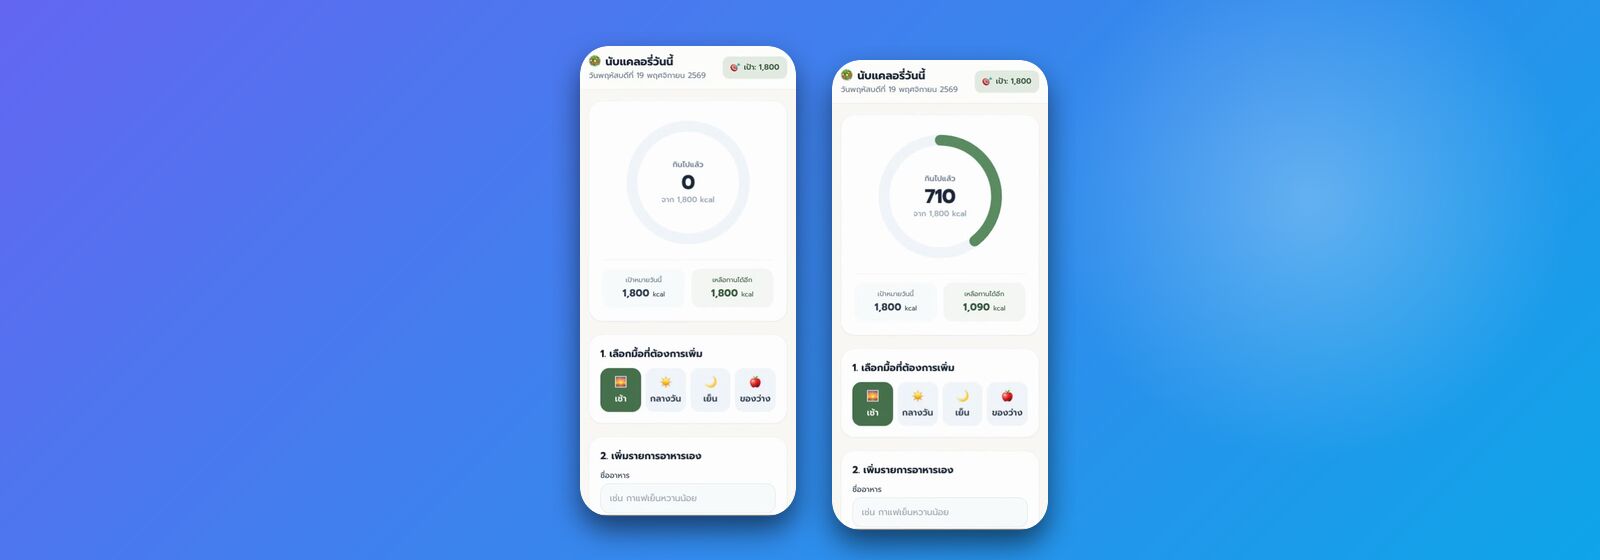 นับแคลอรี่วันนี้
วันพฤหัสบดีที่ 19 พฤศจิกายน 2569
เป้า: 1,800
กินไปแล้ว
0
จาก 1,800 kcal
เป้าหมายวันนี้
1,800 kcal
เหลือทานได้อีก
1,800 kcal
1. เลือกมื้อที่ต้องการเพิ่ม
เช้า
กลางวัน
เย็น
ของว่าง
2. เพิ่มรายการอาหารเอง
ชื่ออาหาร
เช่น กาแฟเย็นหวานน้อย
นับแคลอรี่วันนี้
วันพฤหัสบดีที่ 19 พฤศจิกายน 2569
เป้า: 1,800
กินไปแล้ว
710
จาก 1,800 kcal
เป้าหมายวันนี้
1,800 kcal
เหลือทานได้อีก
1,090 kcal
1. เลือกมื้อที่ต้องการเพิ่ม
เช้า
กลางวัน
เย็น
ของว่าง
2. เพิ่มรายการอาหารเอง
ชื่ออาหาร
เช่น กาแฟเย็นหวานน้อย